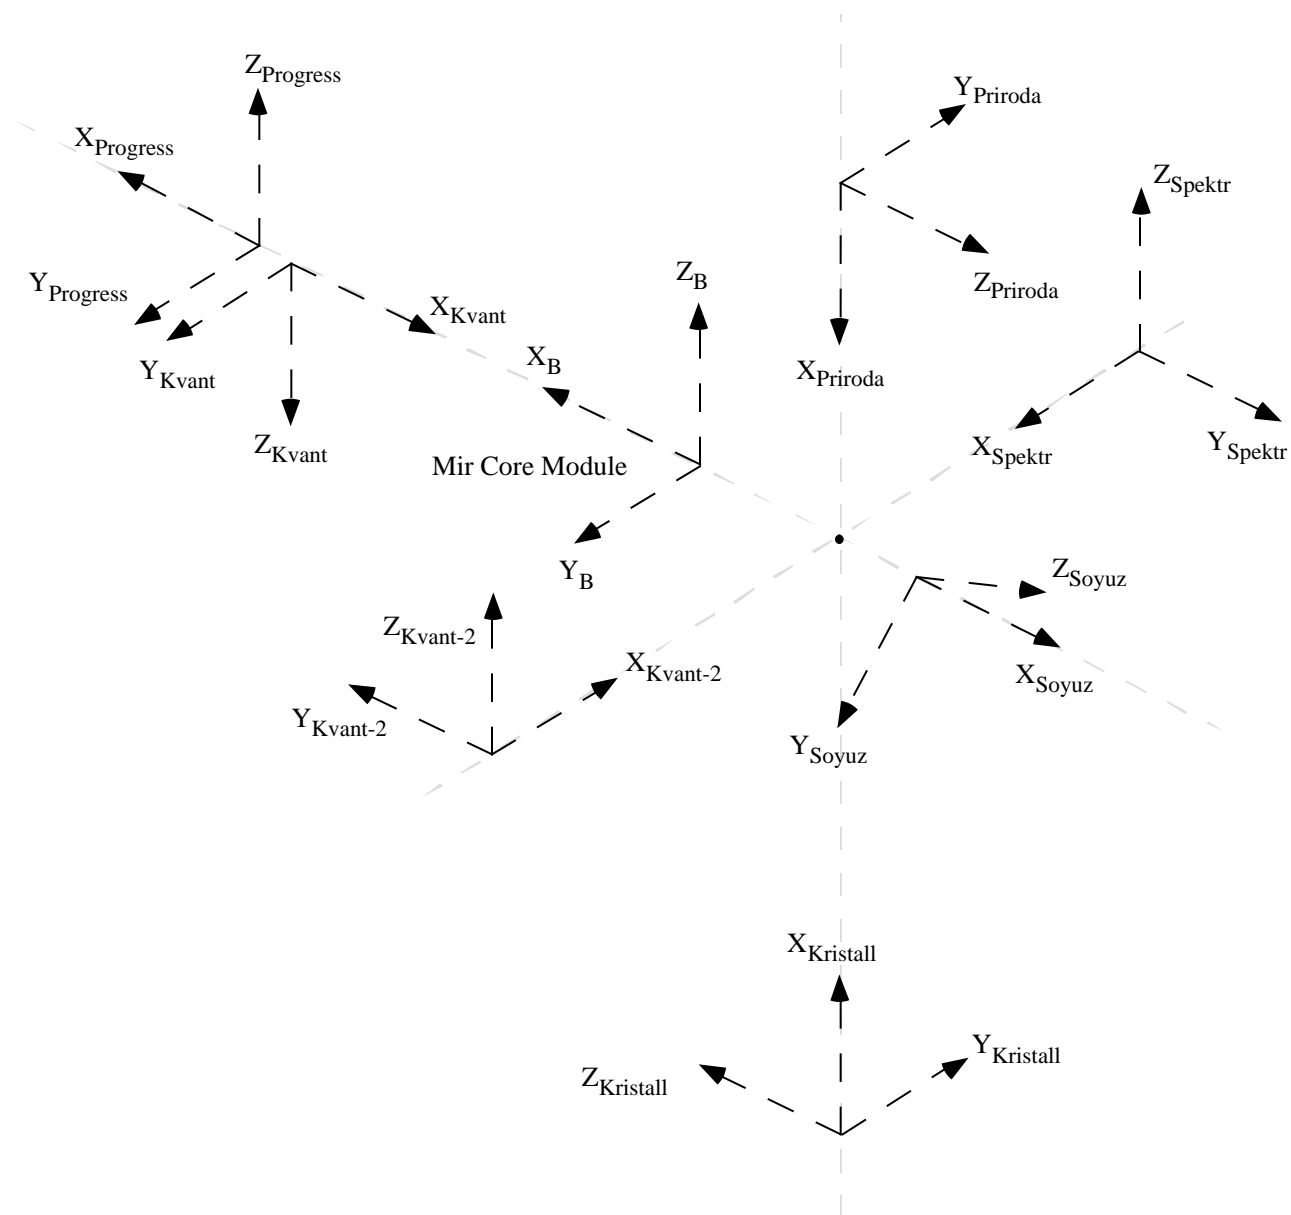 Z_Progress
Y_Priroda
X_Progress
Z_Spektr
Z_B
Y_Progress
Z_Priroda
X_Kvant
X_B
Y_Kvant
X_Priroda
Z_Kvant
Y_Spektr
X_Spektr
Mir Core Module
Y_B
Z_Soyuz
Z_Kvant-2
X_Kvant-2
X_Soyuz
Y_Kvant-2
Y_Soyuz
X_Kristall
Y_Kristall
Z_Kristall